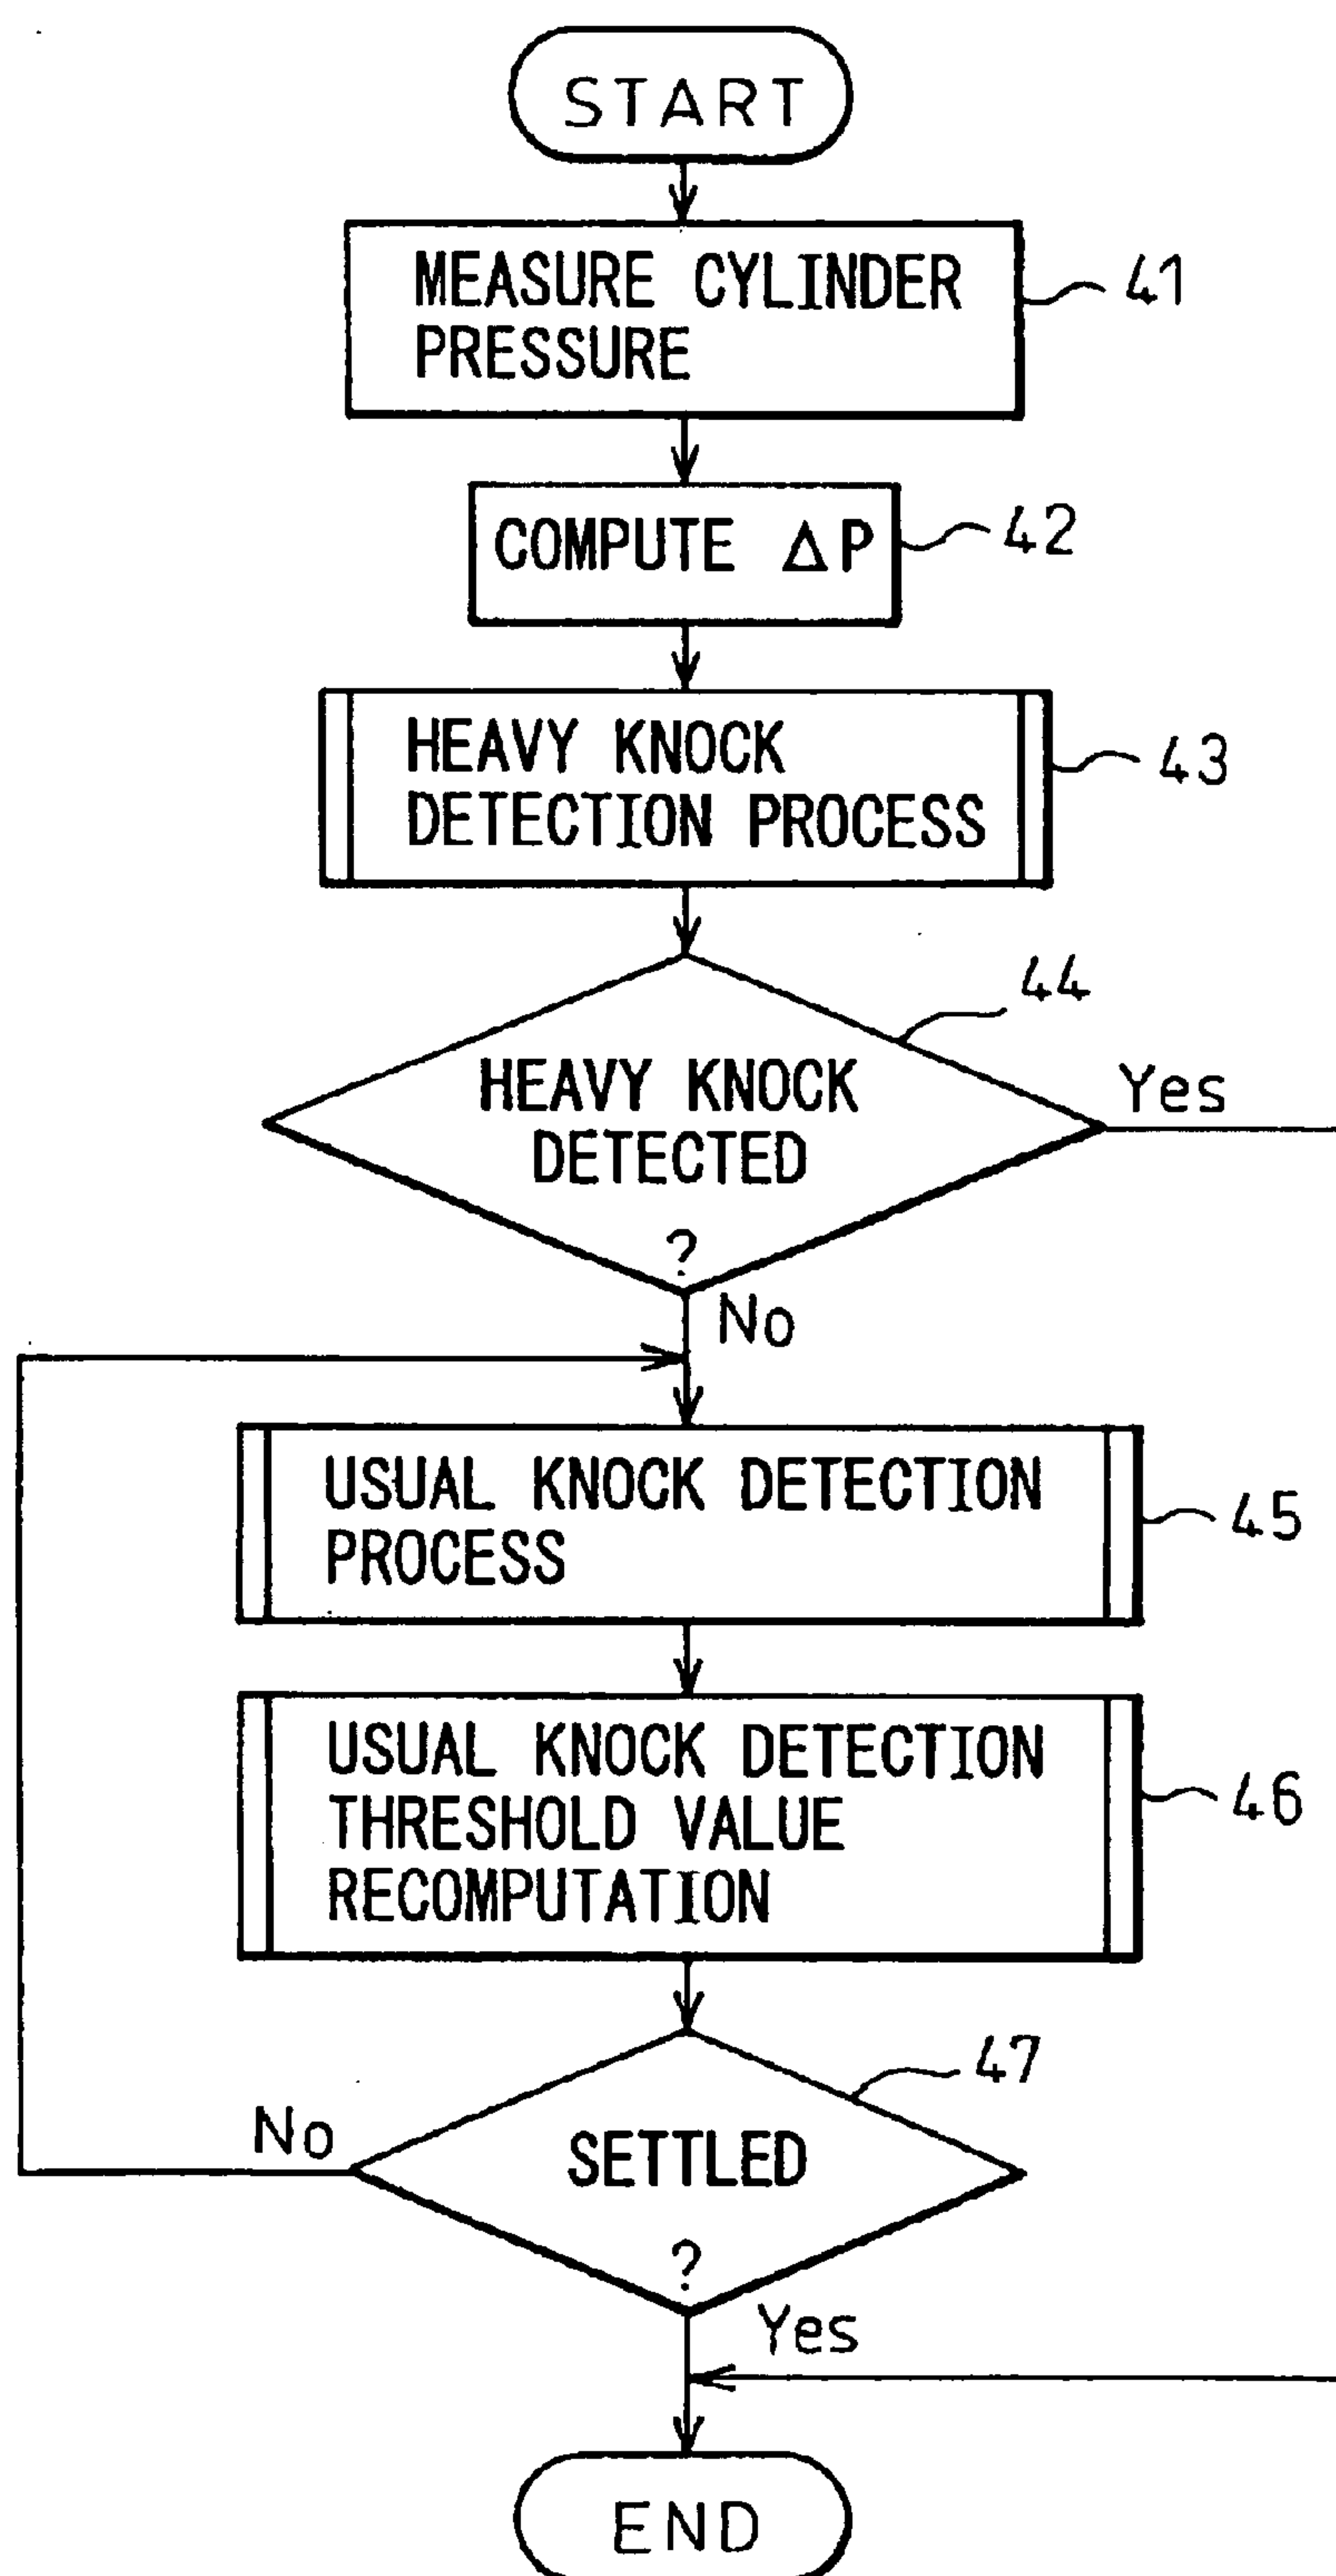 START
MEASURE CYLINDER
PRESSURE
41
COMPUTE ΔP
42
HEAVY KNOCK
DETECTION PROCESS
43
44
HEAVY KNOCK
DETECTED
?
Yes
No
USUAL KNOCK DETECTION
PROCESS
45
USUAL KNOCK DETECTION
THRESHOLD VALUE
RECOMPUTATION
46
47
No
SETTLED
?
Yes
END